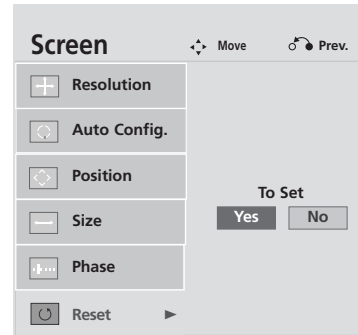 Screen Move Prev.
Resolution
Auto Config.
Position
Size
Phase
Reset
To Set
Yes No